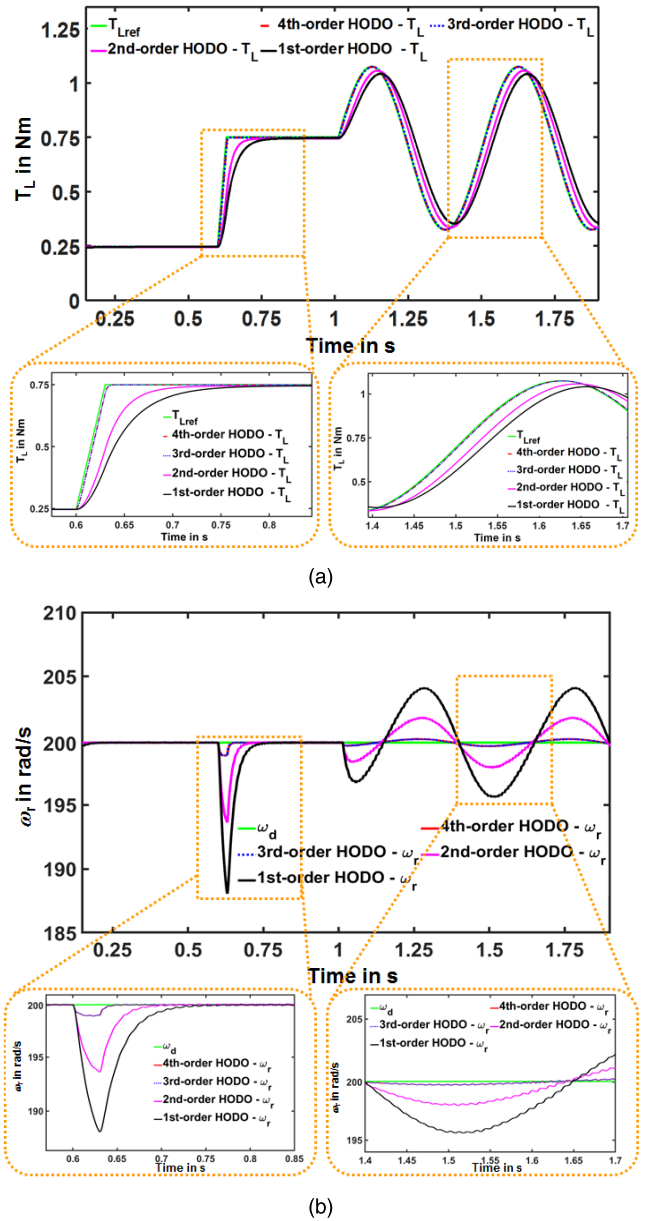 T_Lref 4th-order HODO - T_L 3rd-order HODO - T_L
2nd-order HODO - T_L 1st-order HODO - T_L
1.25
1
0.75
0.5
0.25
0
T_L in Nm
0.25 0.5 0.75 1 1.25 1.5 1.75
Time in s
0.75
0.5
0.25
T_L in Nm
T_Lref
4th-order HODO - T_L
3rd-order HODO - T_L
2nd-order HODO - T_L
1st-order HODO - T_L
0.6 0.65 0.7 0.75 0.8
Time in s
1
0.5
T_L in Nm
T_Lref
4th-order HODO - T_L
3rd-order HODO - T_L
2nd-order HODO - T_L
1st-order HODO - T_L
1.4 1.45 1.5 1.55 1.6 1.65 1.7
Time in s
(a)
210
205
200
195
190
185
ω_r in rad/s
ω_d 4th-order HODO - ω_r
3rd-order HODO - ω_r 2nd-order HODO - ω_r
1st-order HODO - ω_r
0.25 0.5 0.75 1 1.25 1.5 1.75
Time in s
200
195
190
ω_r in rad/s
ω_d
4th-order HODO - ω_r
3rd-order HODO - ω_r
2nd-order HODO - ω_r
1st-order HODO - ω_r
0.6 0.65 0.7 0.75 0.8 0.85
Time in s
205
200
195
ω_r in rad/s
ω_d 4th-order HODO - ω_r
3rd-order HODO - ω_r 2nd-order HODO - ω_r
1st-order HODO - ω_r
1.4 1.45 1.5 1.55 1.6 1.65 1.7
Time in s
(b)